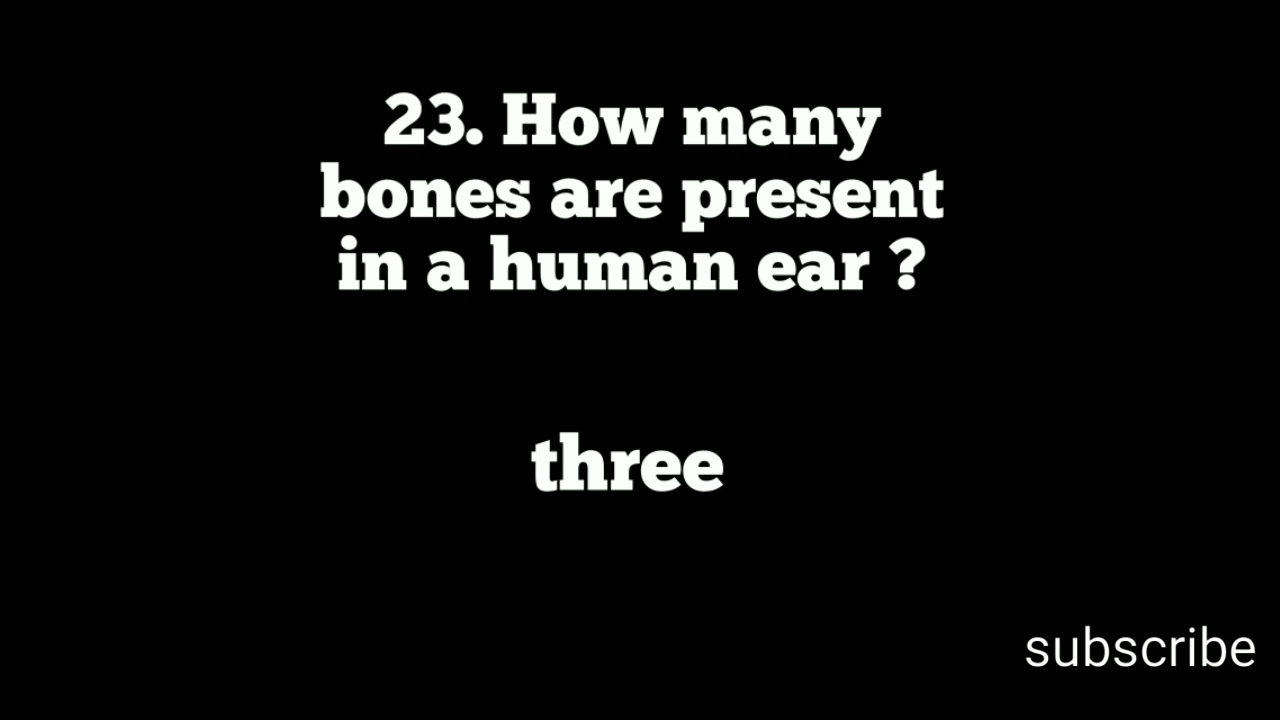 23. How many
bones are present
in a human ear ?
three
subscribe